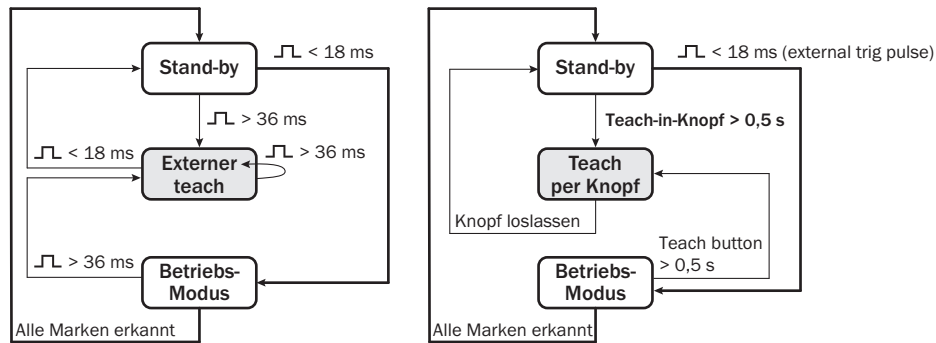 Stand-by
< 18 ms
> 36 ms
< 18 ms
Externer
teach
> 36 ms
> 36 ms
Betriebs-
Modus
Alle Marken erkannt
Stand-by
< 18 ms (external trig pulse)
Teach-in-Knopf > 0,5 s
Teach
per Knopf
Knopf loslassen
Teach button
> 0,5 s
Betriebs-
Modus
Alle Marken erkannt